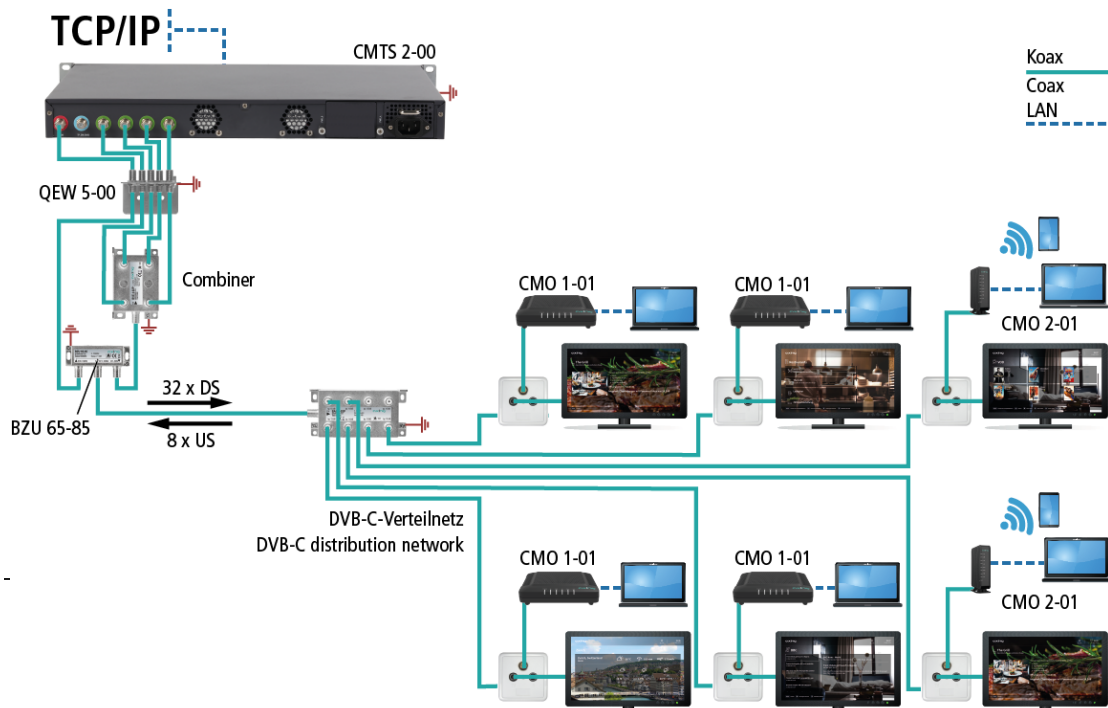 TCP/IP
CMTS 2-00
Koax
Coax
LAN
QEW 5-00
Combiner
CMO 1-01
CMO 1-01
CMO 2-01
32 x DS
8 x US
BZU 65-85
DVB-C-Verteilnetz
DVB-C distribution network
CMO 1-01
CMO 1-01
CMO 2-01